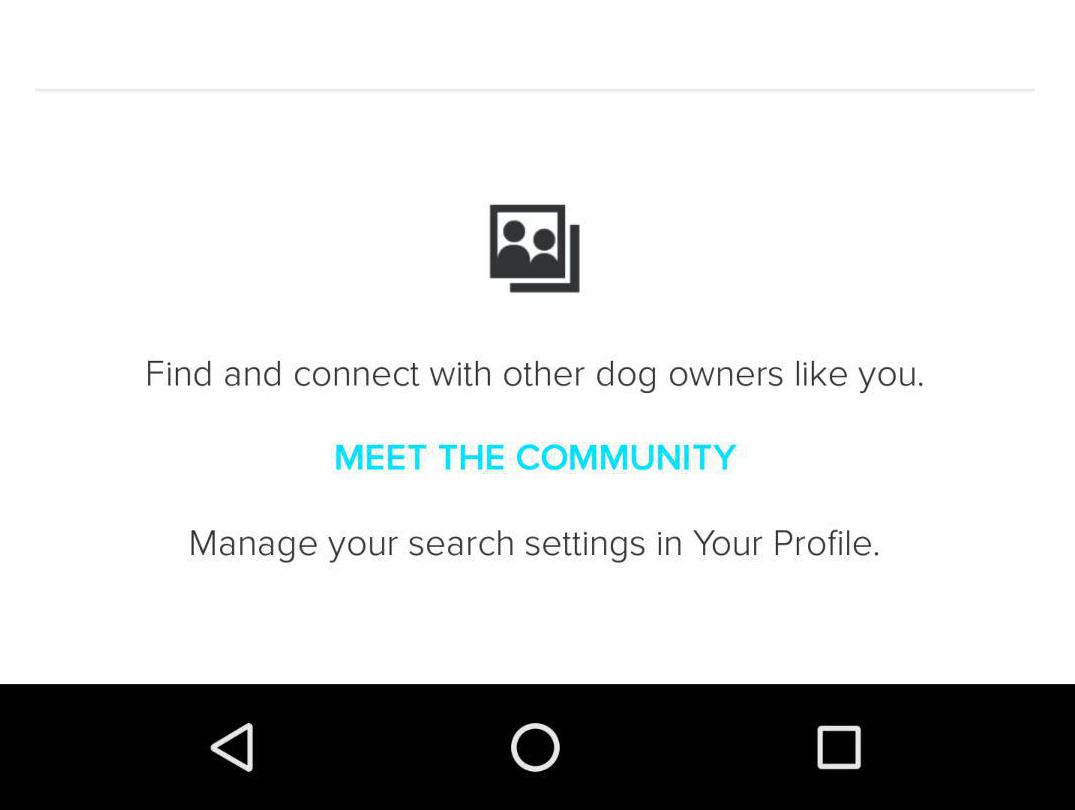 Find and connect with other dog owners like you.
MEET THE COMMUNITY
Manage your search settings in Your Profile.